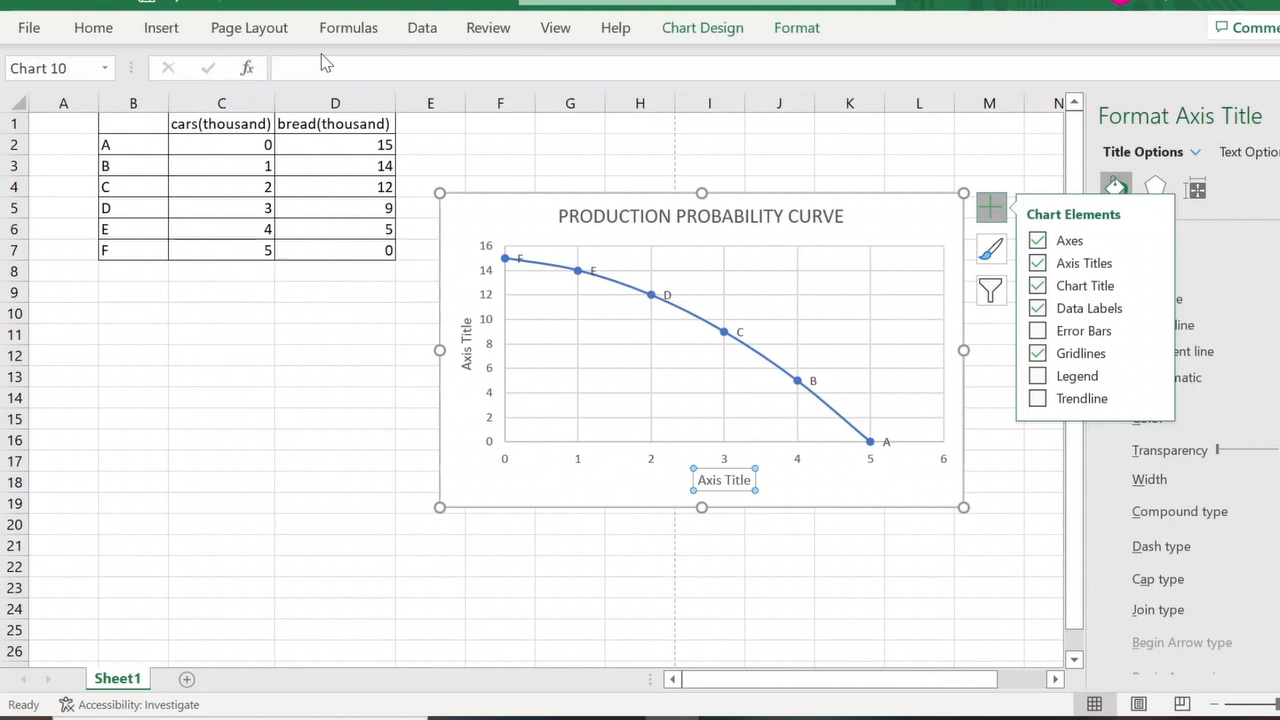 File Home Insert Page Layout Formulas Data Review View Help Chart Design Format Comme
Chart 10 fx
A B C D E F G H I J K L M N
1 cars(thousand) bread(thousand)
2 A 0 15
3 B 1 14
4 C 2 12
5 D 3 9
6 E 4 5
7 F 5 0
8
9
10
11
12
13
14
15
16
17
18
19
20
21
22
23
24
25
26
PRODUCTION PROBABILITY CURVE
16
14
12
10
8
6
4
2
0
F
E
D
C
B
A
Axis Title
0 1 2 3 4 5 6
Axis Title
Chart Elements
Axes
Axis Titles
Chart Title
Data Labels
Error Bars
Gridlines
Legend
Trendline
Format Axis Title
Title Options Text Optio
Transparency
Width
Compound type
Dash type
Cap type
Join type
Begin Arrow type
Sheet1
Ready Accessibility: Investigate